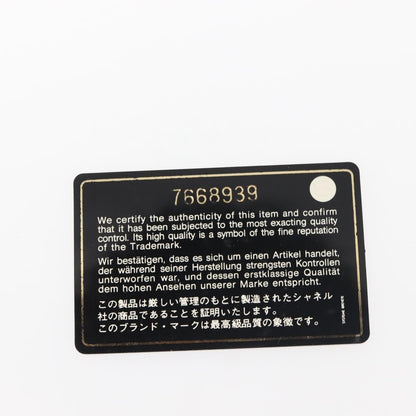 7668939
We certify the authenticity of this item and confirm
that it has been subjected to the most exacting quality
control. Its high quality is a symbol of the fine reputation
of the Trademark.
Wir bestätigen, dass es sich um einen Artikel handelt,
der während seiner Herstellung strengsten Kontrollen
unterworfen war, und dessen erstklassige Qualität
dem hohen Ansehen unserer Marke entspricht.
この製品は厳しい管理のもとに製造されたシャネル
社の商品であることを証明いたします。
このブランド・マークは最高級品質の象徴です。